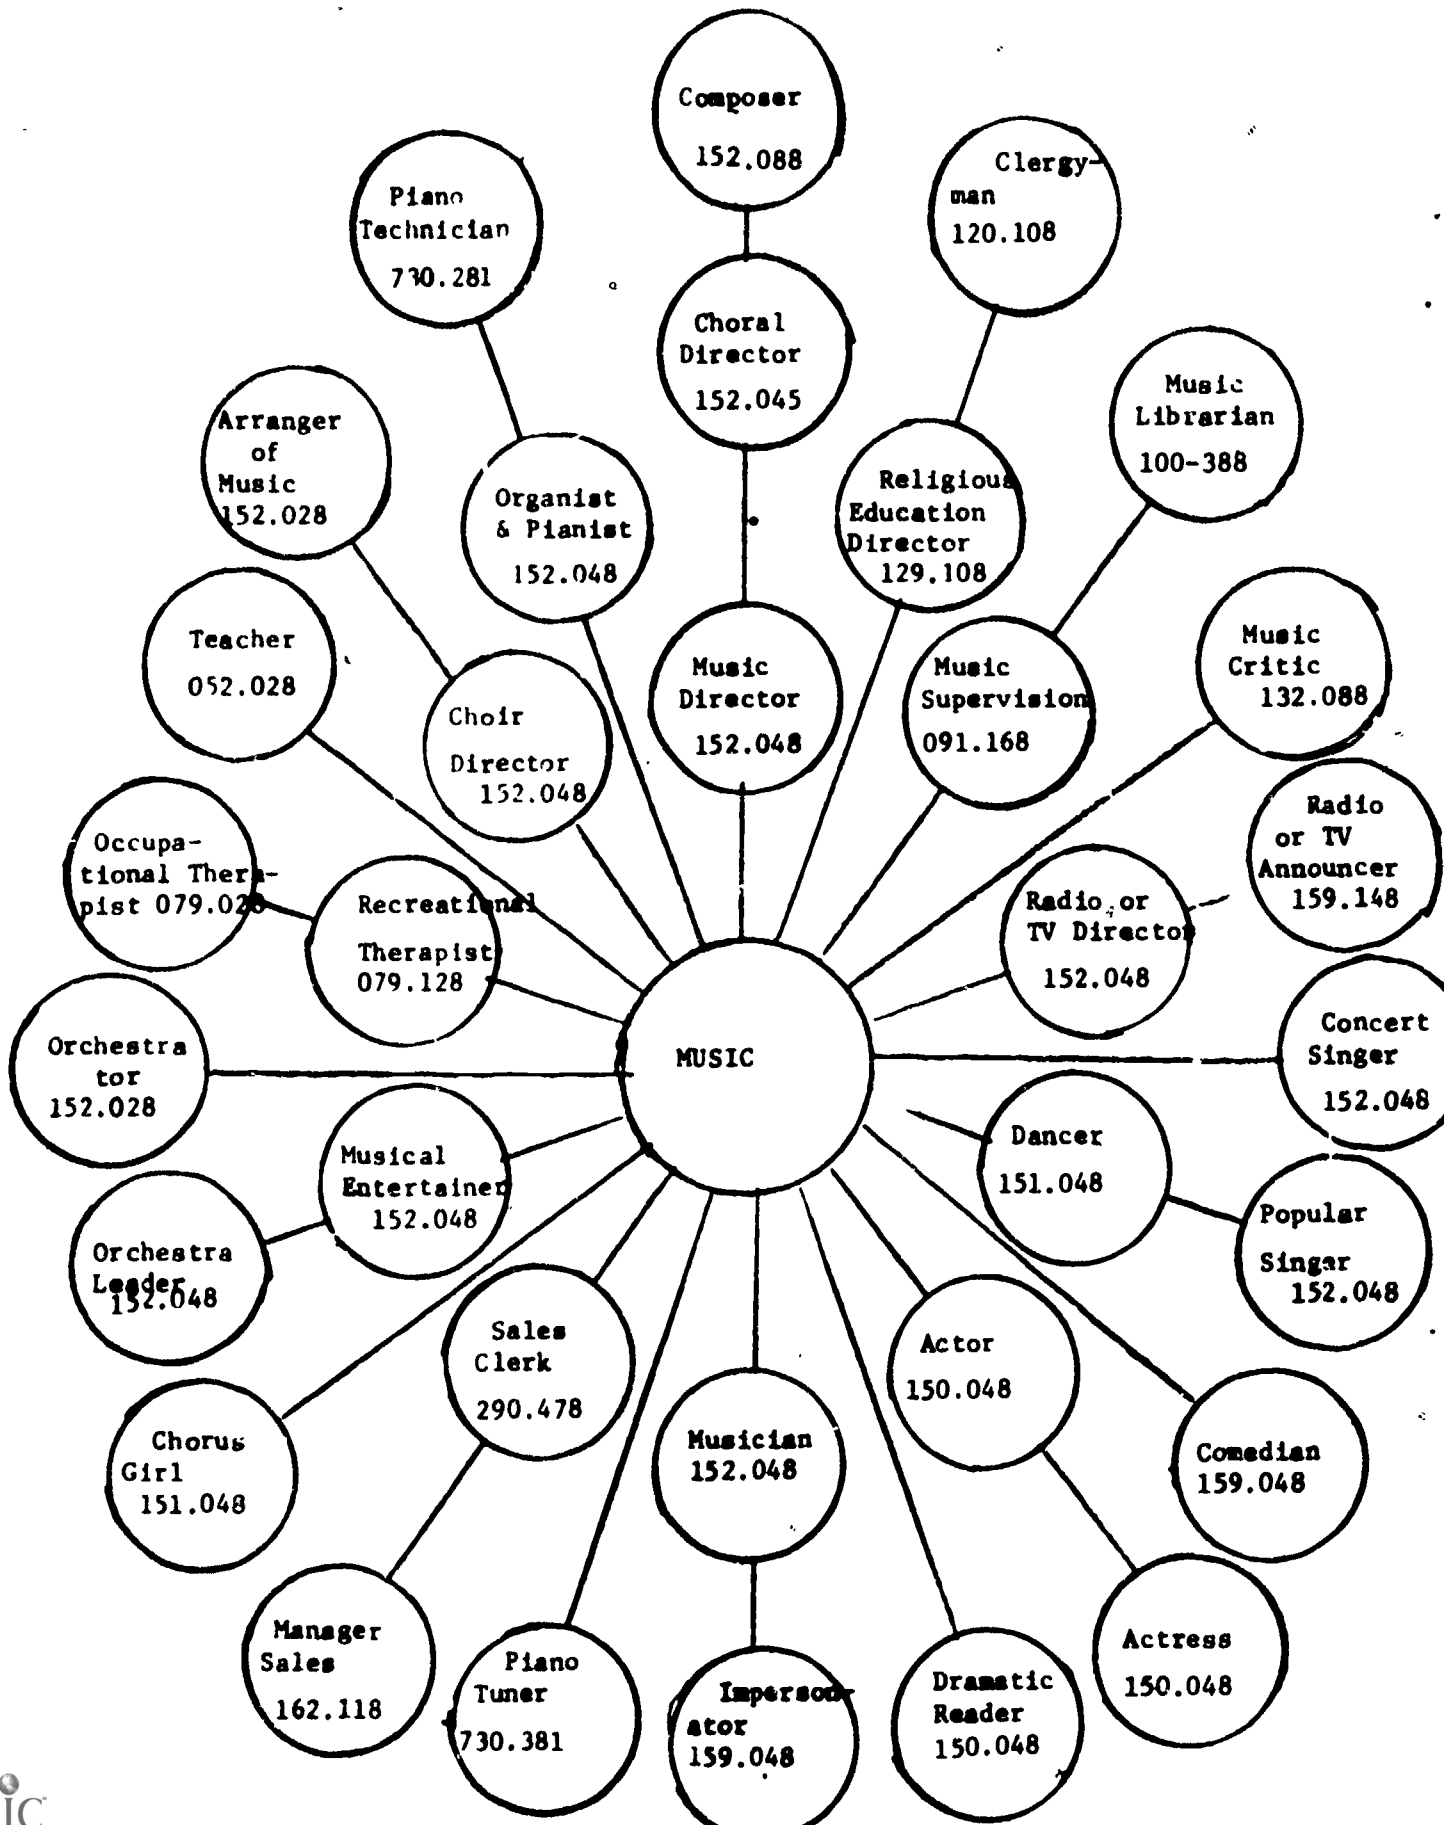 Composer
152.088
Clergy-
man
120.108
Piano
Technician
730.281
Choral
Director
152.045
Music
Librarian
100-388
Arranger
of
Music
152.028
Organist
& Pianist
152.048
Religious
Education
Director
129.108
Teacher
052.028
Choir
Director
152.048
Music
Director
152.048
Music
Supervision
091.168
Music
Critic
132.088
Occupa-
tional Thera-
pist 079.028
Recreational
Therapist
079.128
Radio or
TV Director
152.048
Radio
or TV
Announcer
159.148
Orchestra
tor
152.028
MUSIC
Concert
Singer
152.048
Musical
Entertainer
152.048
Dancer
151.048
Orchestra
Leader
152.048
Popular
Singer
152.048
Sales
Clerk
290.478
Actor
150.048
Chorus
Girl
151.048
Musician
152.048
Comedian
159.048
Manager
Sales
162.118
Piano
Tuner
730.381
Imperson-
ator
159.048
Dramatic
Reader
150.048
Actress
150.048
IC